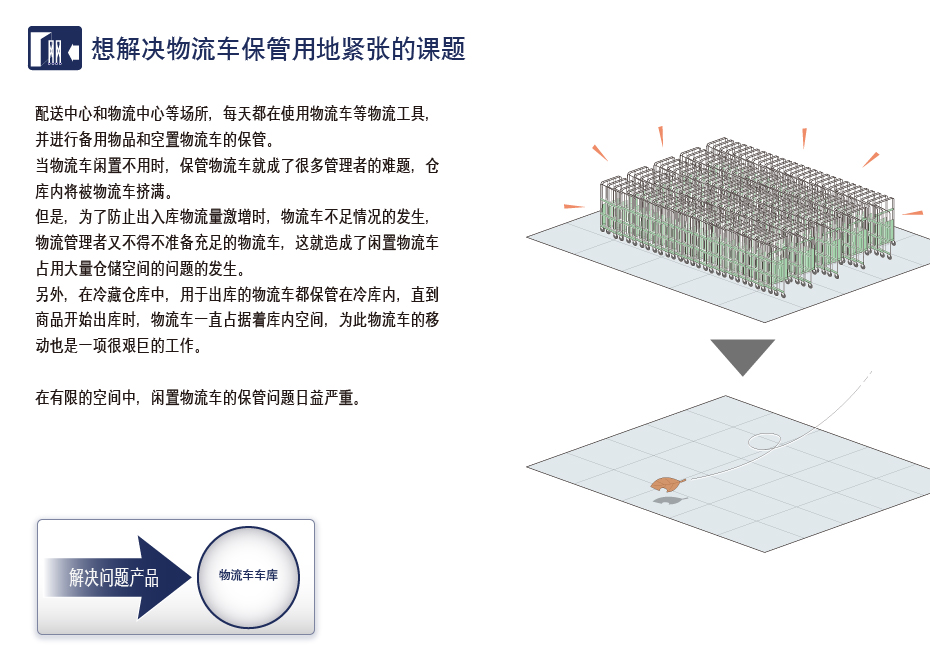 想解决物流车保管用地紧张的课题
配送中心和物流中心等场所，每天都在使用物流车等物流工具，
并进行备用物品和空置物流车的保管。
当物流车闲置不用时，保管物流车就成了很多管理者的难题，仓
库内将被物流车挤满。
但是，为了防止出入库物流量激增时，物流车不足情况的发生，
物流管理者又不得不准备充足的物流车，这就造成了闲置物流车
占用大量仓储空间的问题的发生。
另外，在冷藏仓库中，用于出库的物流车都保管在冷库内，直到
商品开始出库时，物流车一直占据着库内空间，为此物流车的移
动也是一项很艰巨的工作。
在有限的空间中，闲置物流车的保管问题日益严重。
解决问题产品
物流车车库